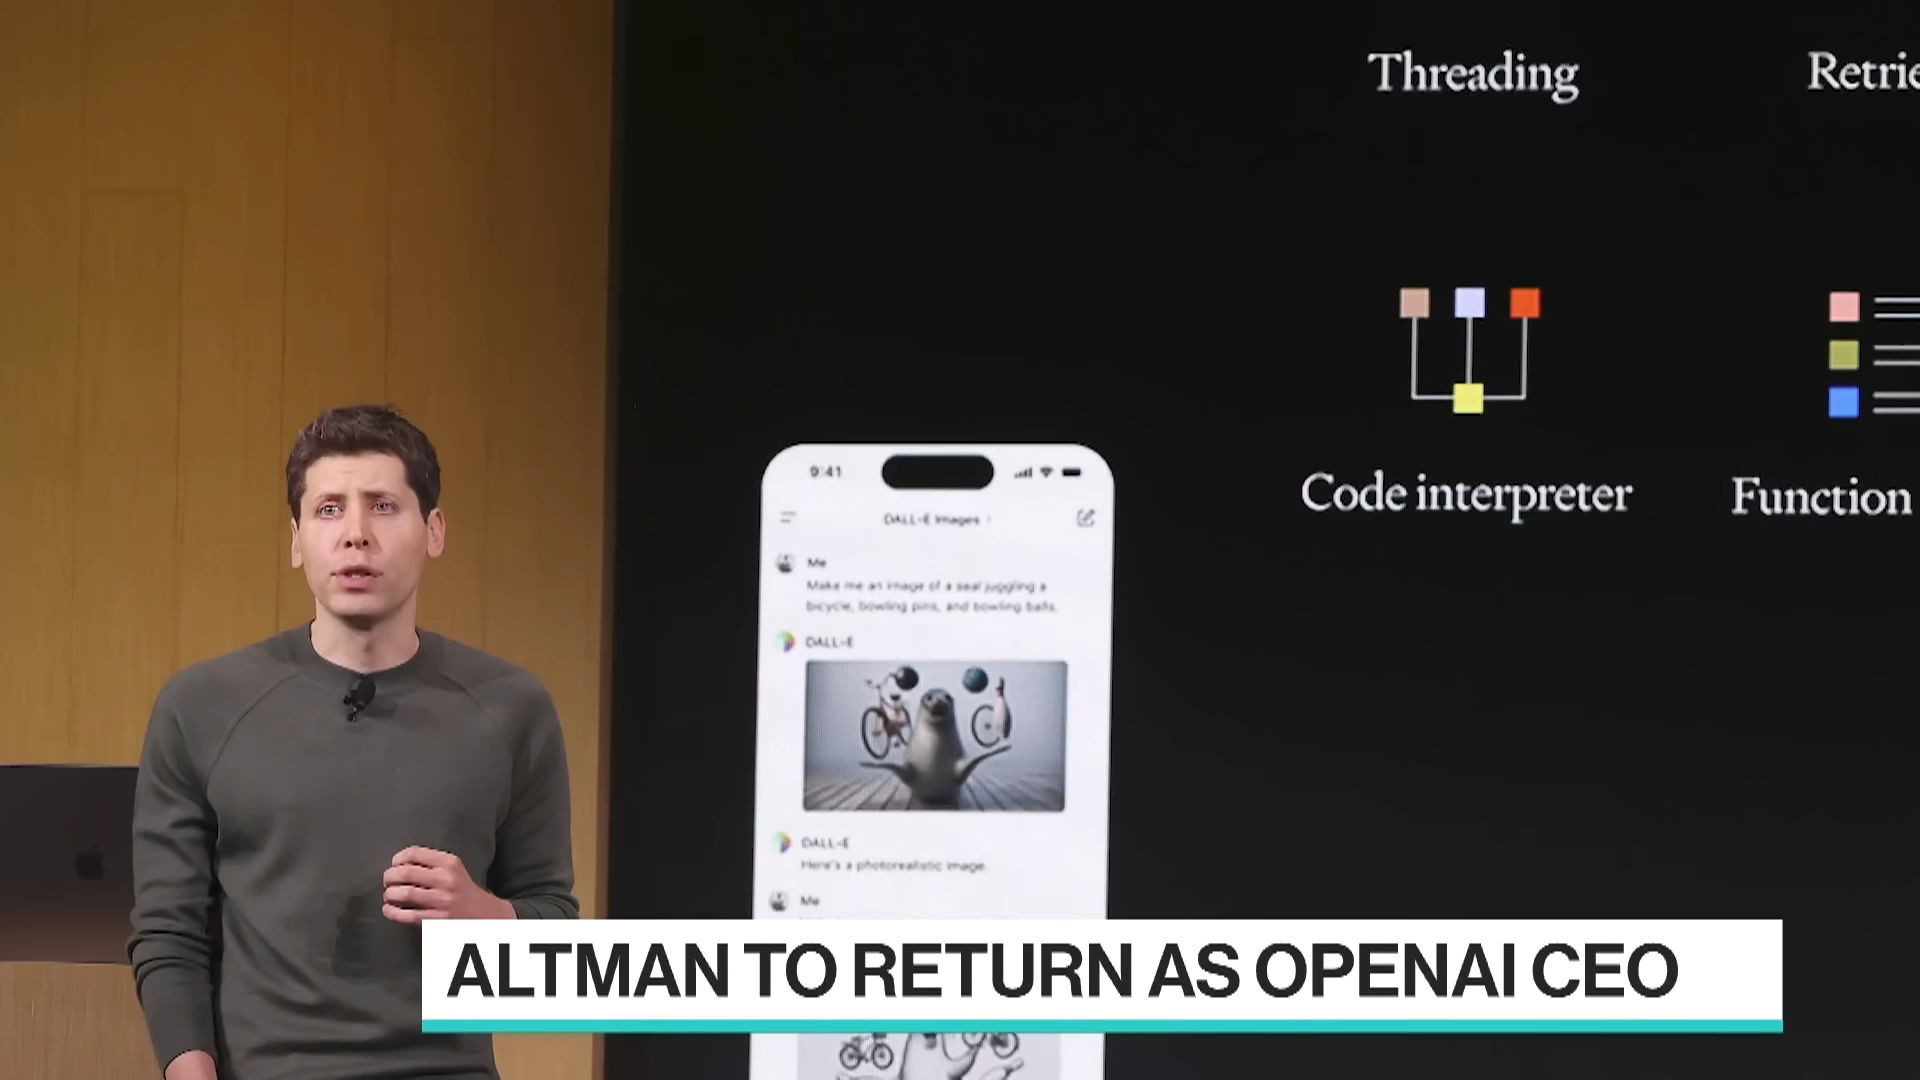 Threading
Retrie
Code interpreter
Function
9:41
DALL-E Images
Me
Make me an image of a seal juggling a
bicycle, bowling pins, and bowling balls.
DALL-E
DALL-E
Here's a photorealistic image.
Me
ALTMAN TO RETURN AS OPENAI CEO